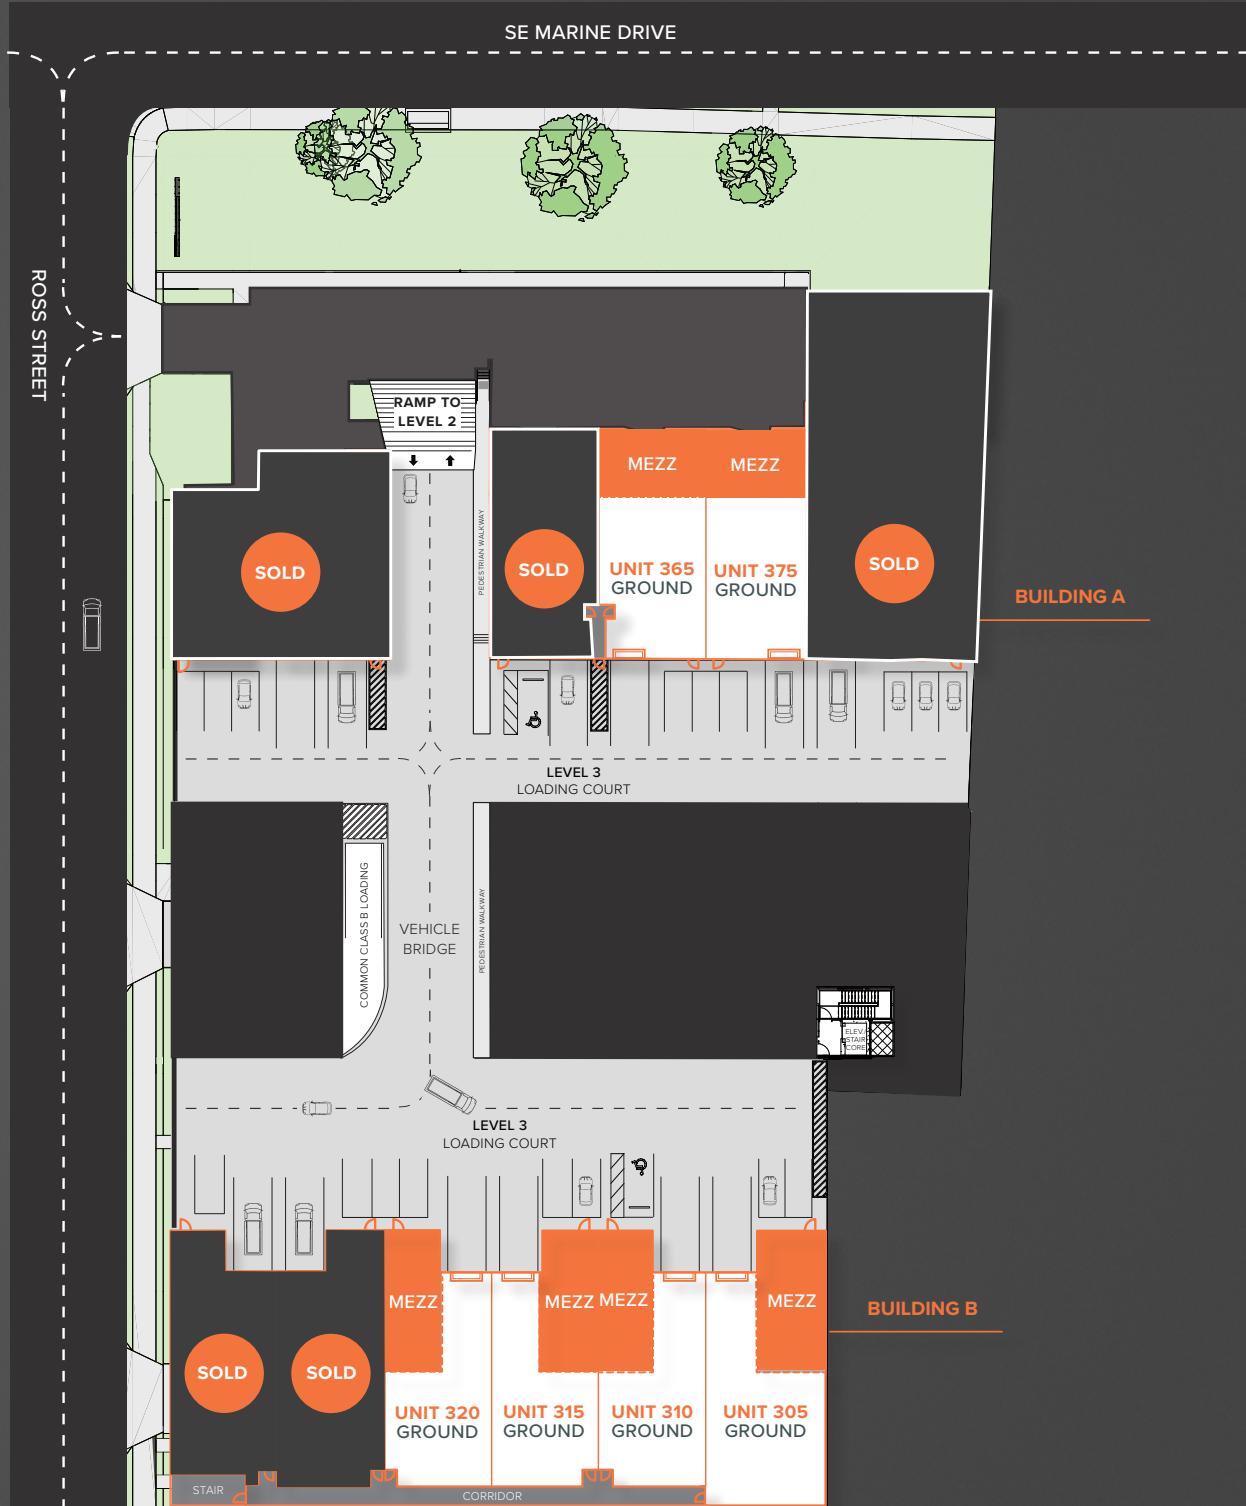 SE MARINE DRIVE
ROSS STREET
RAMP TO
LEVEL 2
MEZZ
MEZZ
PEDESTRIAN WALKWAY
SOLD
SOLD
UNIT 365
GROUND
UNIT 375
GROUND
SOLD
BUILDING A
LEVEL 3
LOADING COURT
COMMON CLASS B LOADING
VEHICLE
BRIDGE
PEDESTRIAN WALKWAY
ELEV./
STAIR
CORE
LEVEL 3
LOADING COURT
MEZZ
MEZZ
MEZZ
MEZZ
BUILDING B
SOLD
SOLD
UNIT 320
GROUND
UNIT 315
GROUND
UNIT 310
GROUND
UNIT 305
GROUND
STAIR
CORRIDOR